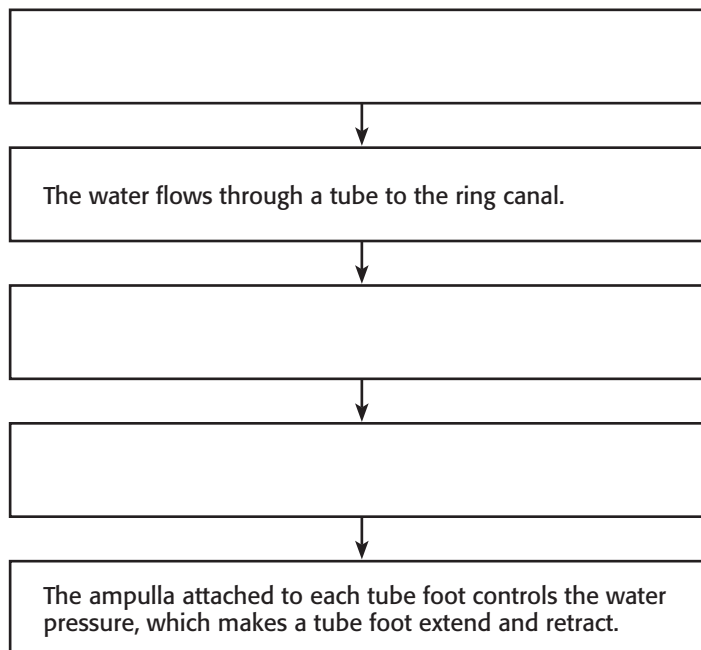 The water flows through a tube to the ring canal.
The ampulla attached to each tube foot controls the water
pressure, which makes a tube foot extend and retract.